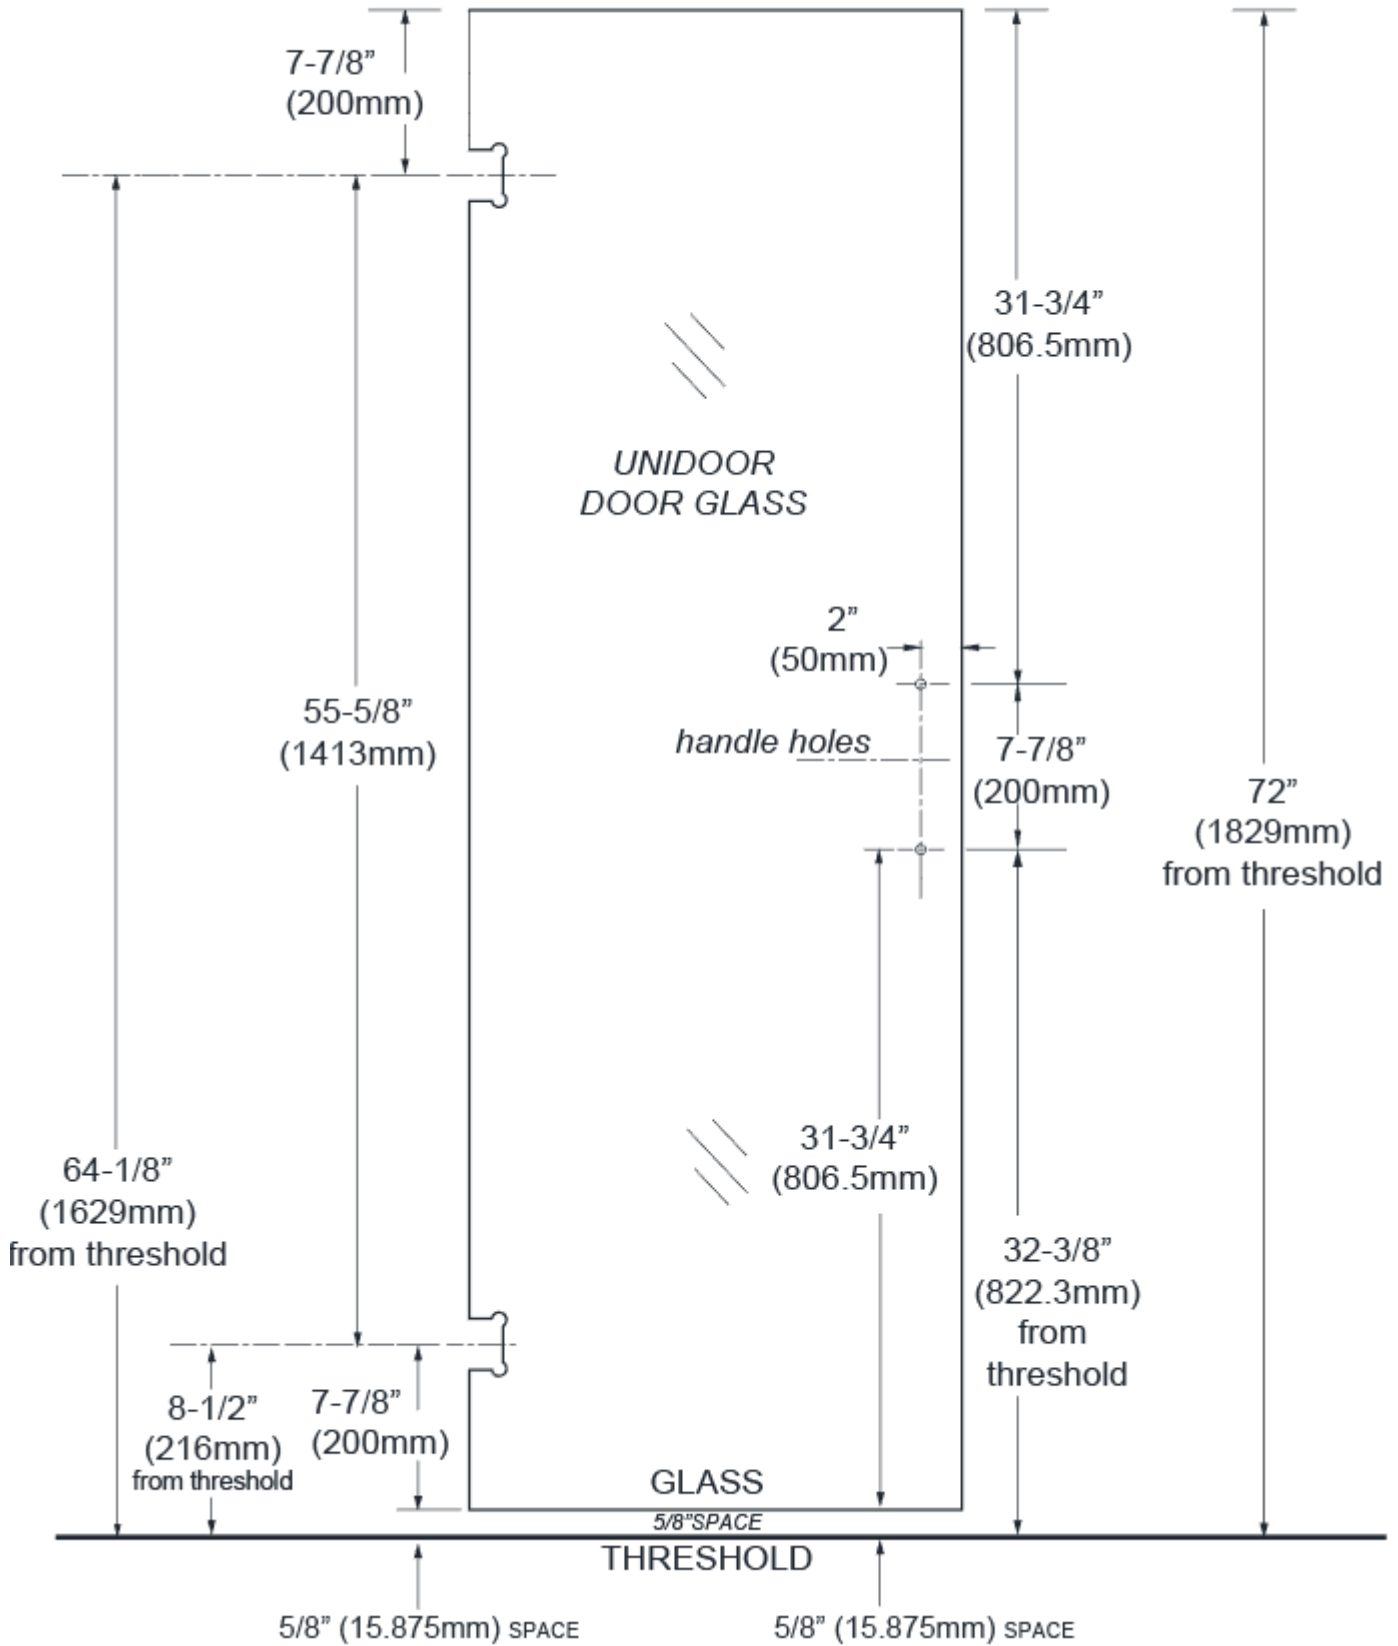 7-7/8”
(200mm)
31-3/4”
(806.5mm)
UNIDOOR
DOOR GLASS
2”
(50mm)
55-5/8”
(1413mm)
handle holes
7-7/8”
(200mm)
72”
(1829mm)
from threshold
31-3/4”
(806.5mm)
64-1/8”
(1629mm)
from threshold
32-3/8”
(822.3mm)
from
threshold
8-1/2”
(216mm)
from threshold
7-7/8”
(200mm)
GLASS
5/8”SPACE
THRESHOLD
5/8” (15.875mm) SPACE
5/8” (15.875mm) SPACE